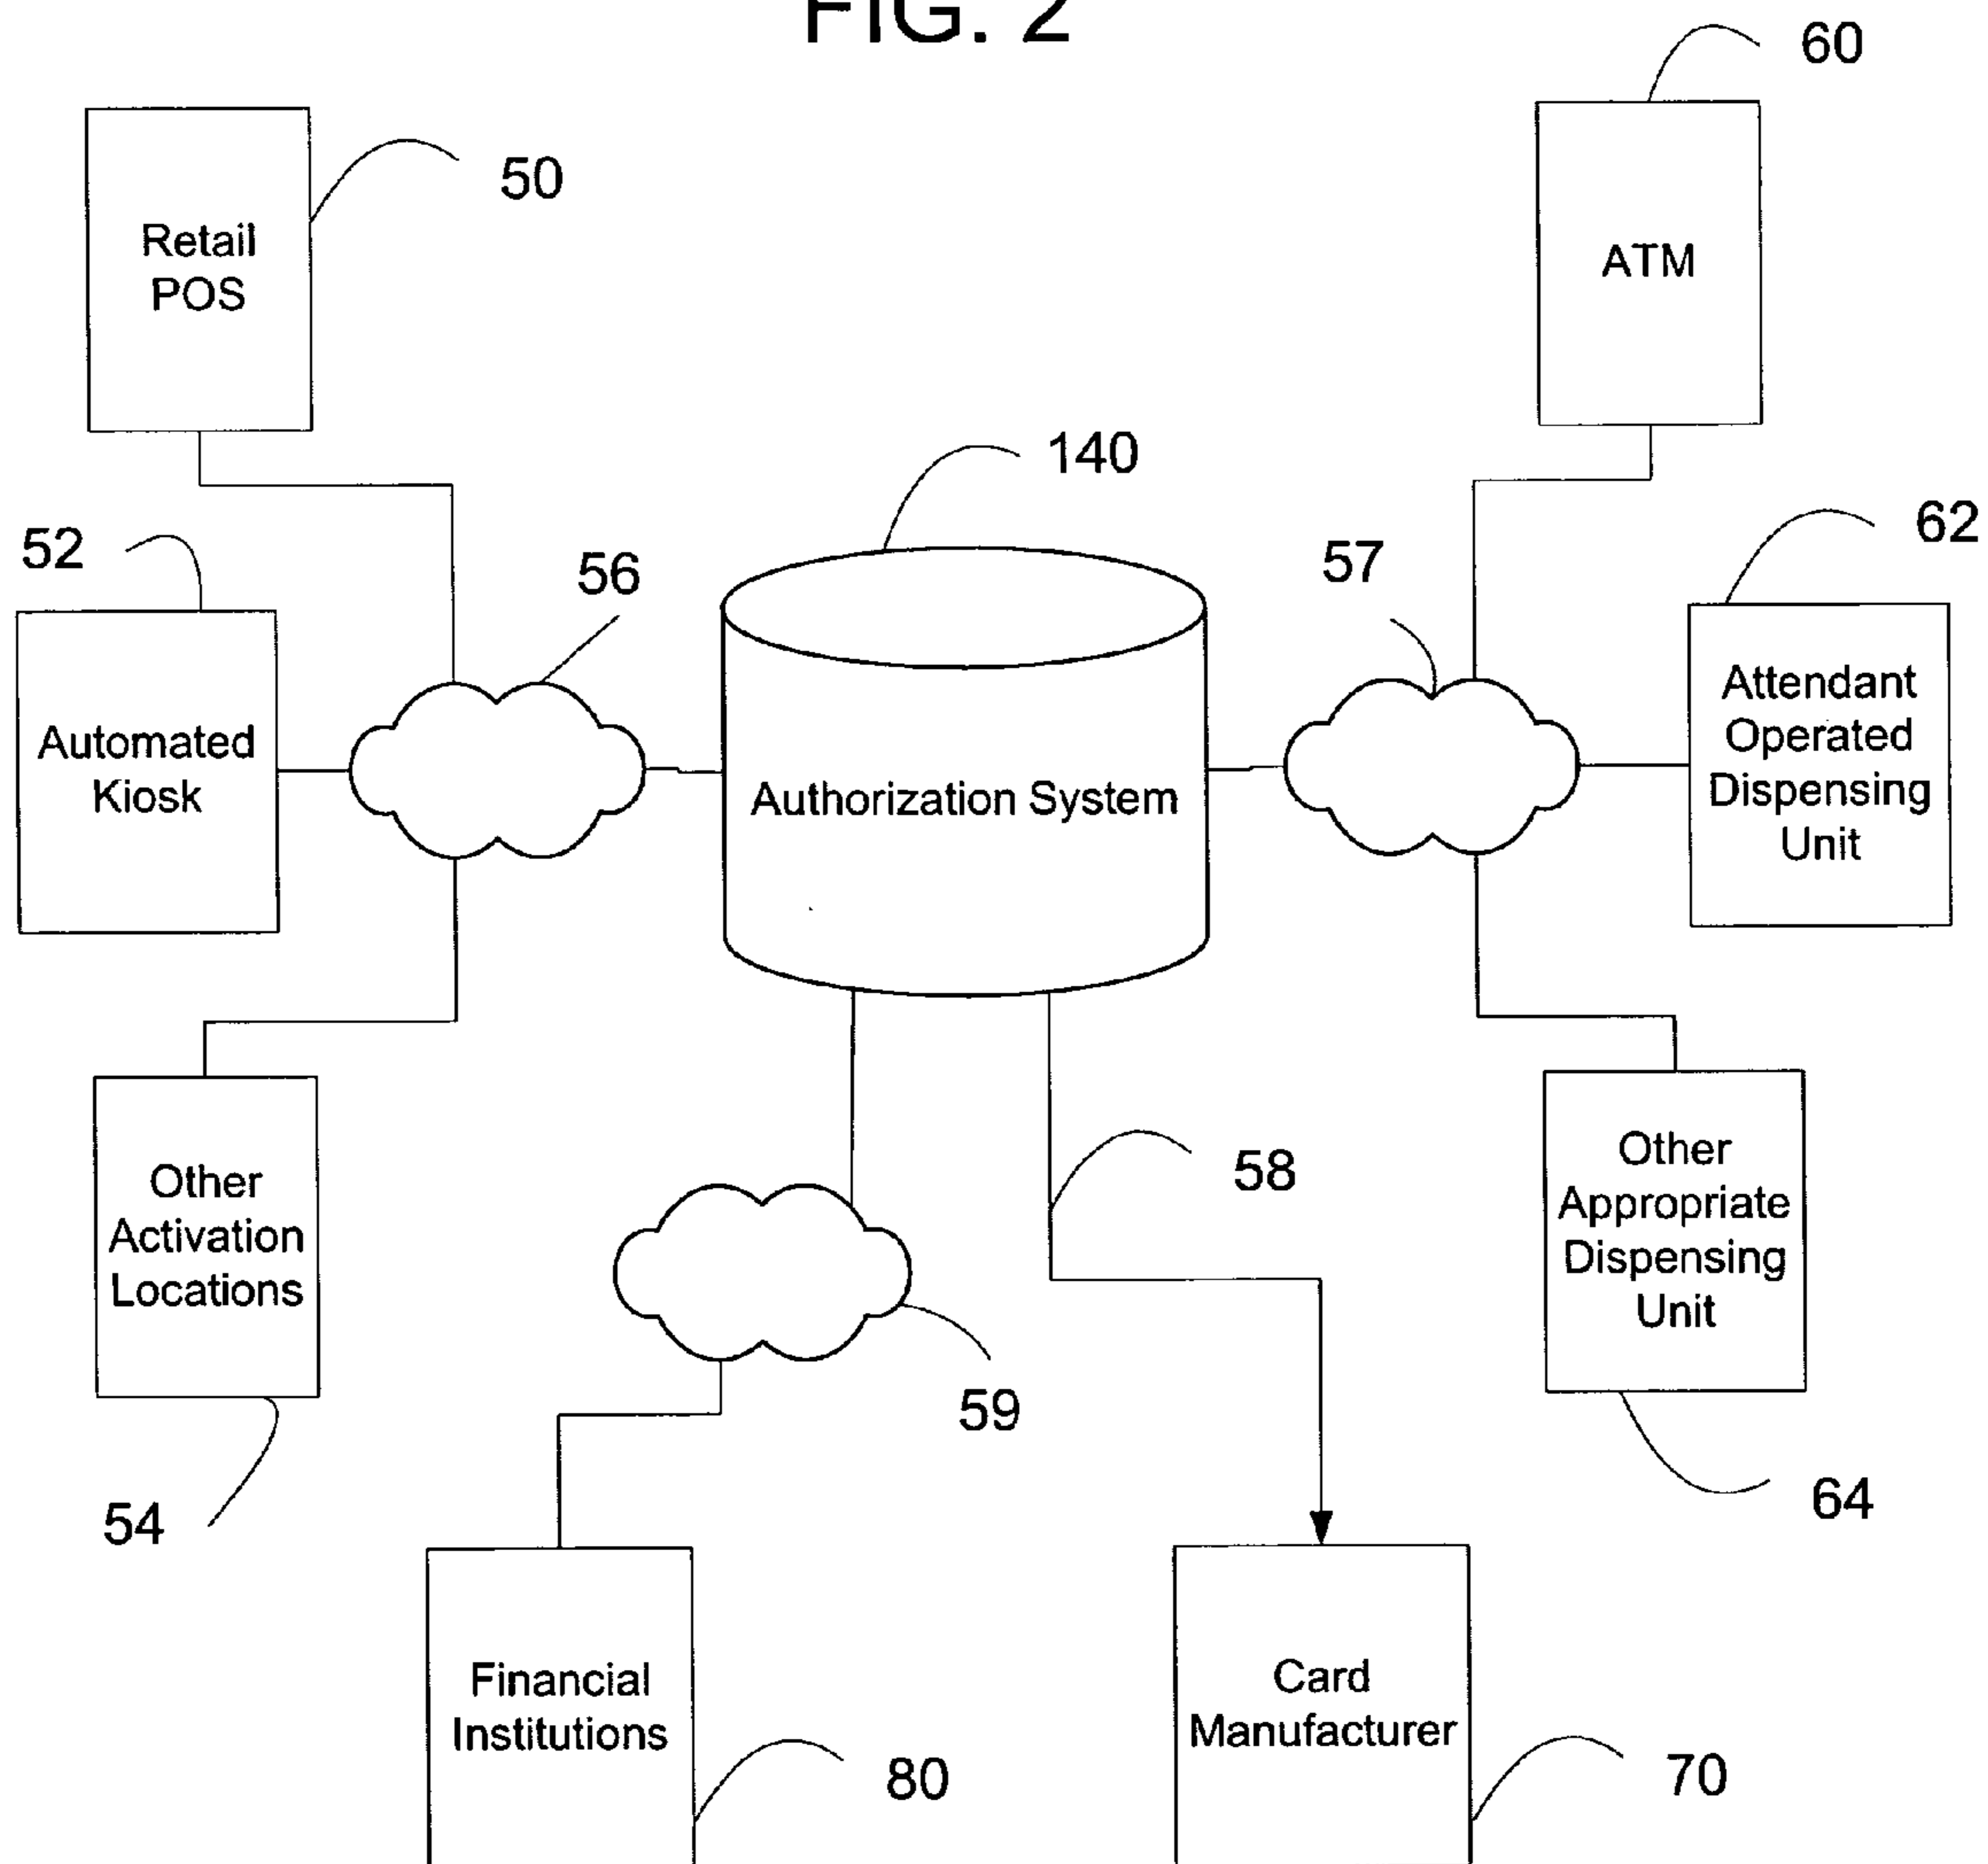 FIG. 2
60
50
Retail
POS
ATM
140
52
56
57
62
Automated
Kiosk
Authorization System
Attendant
Operated
Dispensing
Unit
Other
Activation
Locations
58
Other
Appropriate
Dispensing
Unit
59
54
64
Financial
Institutions
80
Card
Manufacturer
70